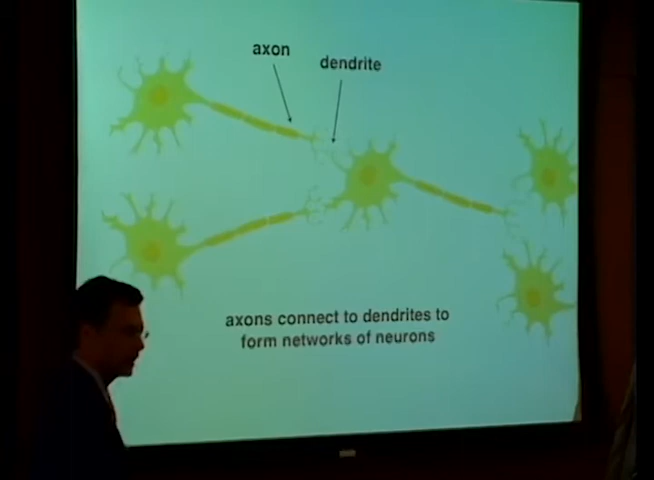 axon
dendrite
axons connect to dendrites to
form networks of neurons